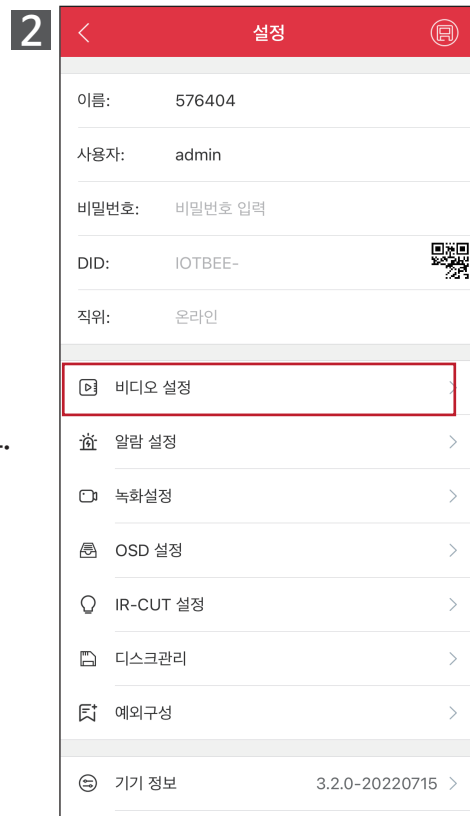 2
설정
이름: 576404
사용자: admin
비밀번호: 비밀번호 입력
DID: IOTBEE-
직위: 온라인
비디오 설정
알람 설정
녹화설정
OSD 설정
IR-CUT 설정
디스크관리
예외구성
기기 정보 3.2.0-20220715